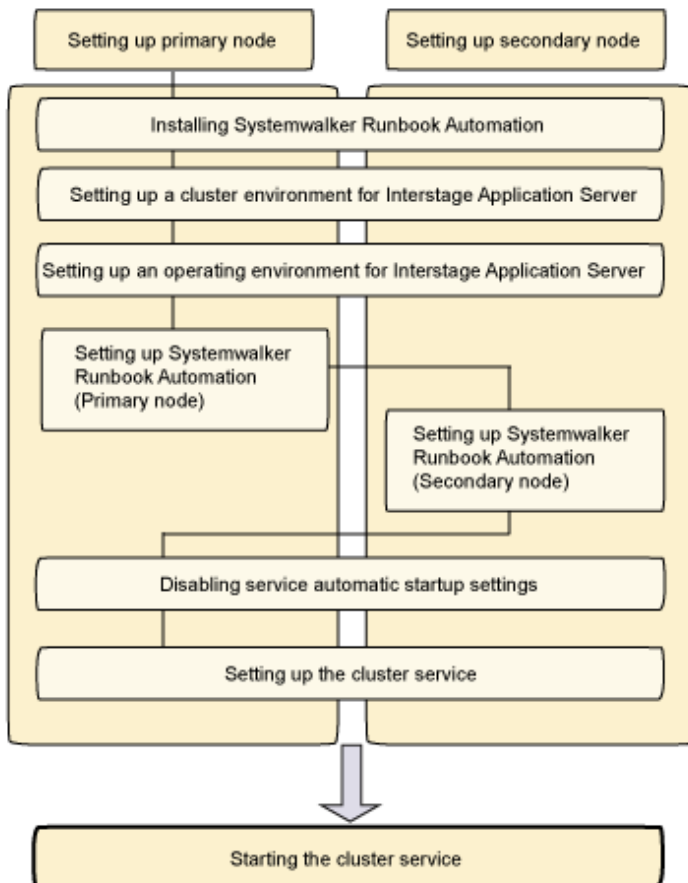 Setting up primary node
Setting up secondary node
Installing Systemwalker Runbook Automation
Setting up a cluster environment for Interstage Application Server
Setting up an operating environment for Interstage Application Server
Setting up Systemwalker
Runbook Automation
(Primary node)
Setting up Systemwalker
Runbook Automation
(Secondary node)
Disabling service automatic startup settings
Setting up the cluster service
Starting the cluster service